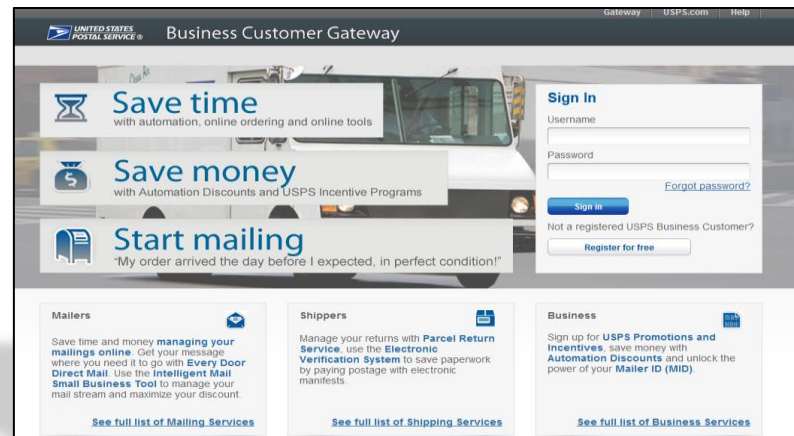 Gateway USPS.com Help
UNITED STATES
POSTAL SERVICE ®
Business Customer Gateway
Save time
with automation, online ordering and online tools
Save money
with Automation Discounts and USPS Incentive Programs
Start mailing
"My order arrived the day before I expected, in perfect condition!"
Sign In
Username
Password
Forgot password?
Sign in
Not a registered USPS Business Customer?
Register for free
Mailers
Save time and money managing your
mailings online. Get your message
where you need it to go with Every Door
Direct Mail. Use the Intelligent Mail
Small Business Tool to manage your
mail stream and maximize your discount.
See full list of Mailing Services
Shippers
Manage your returns with Parcel Return
Service, use the Electronic
Verification System to save paperwork
by paying postage with electronic
manifests.
See full list of Shipping Services
Business
Sign up for USPS Promotions and
Incentives, save money with
Automation Discounts and unlock the
power of your Mailer ID (MID).
See full list of Business Services